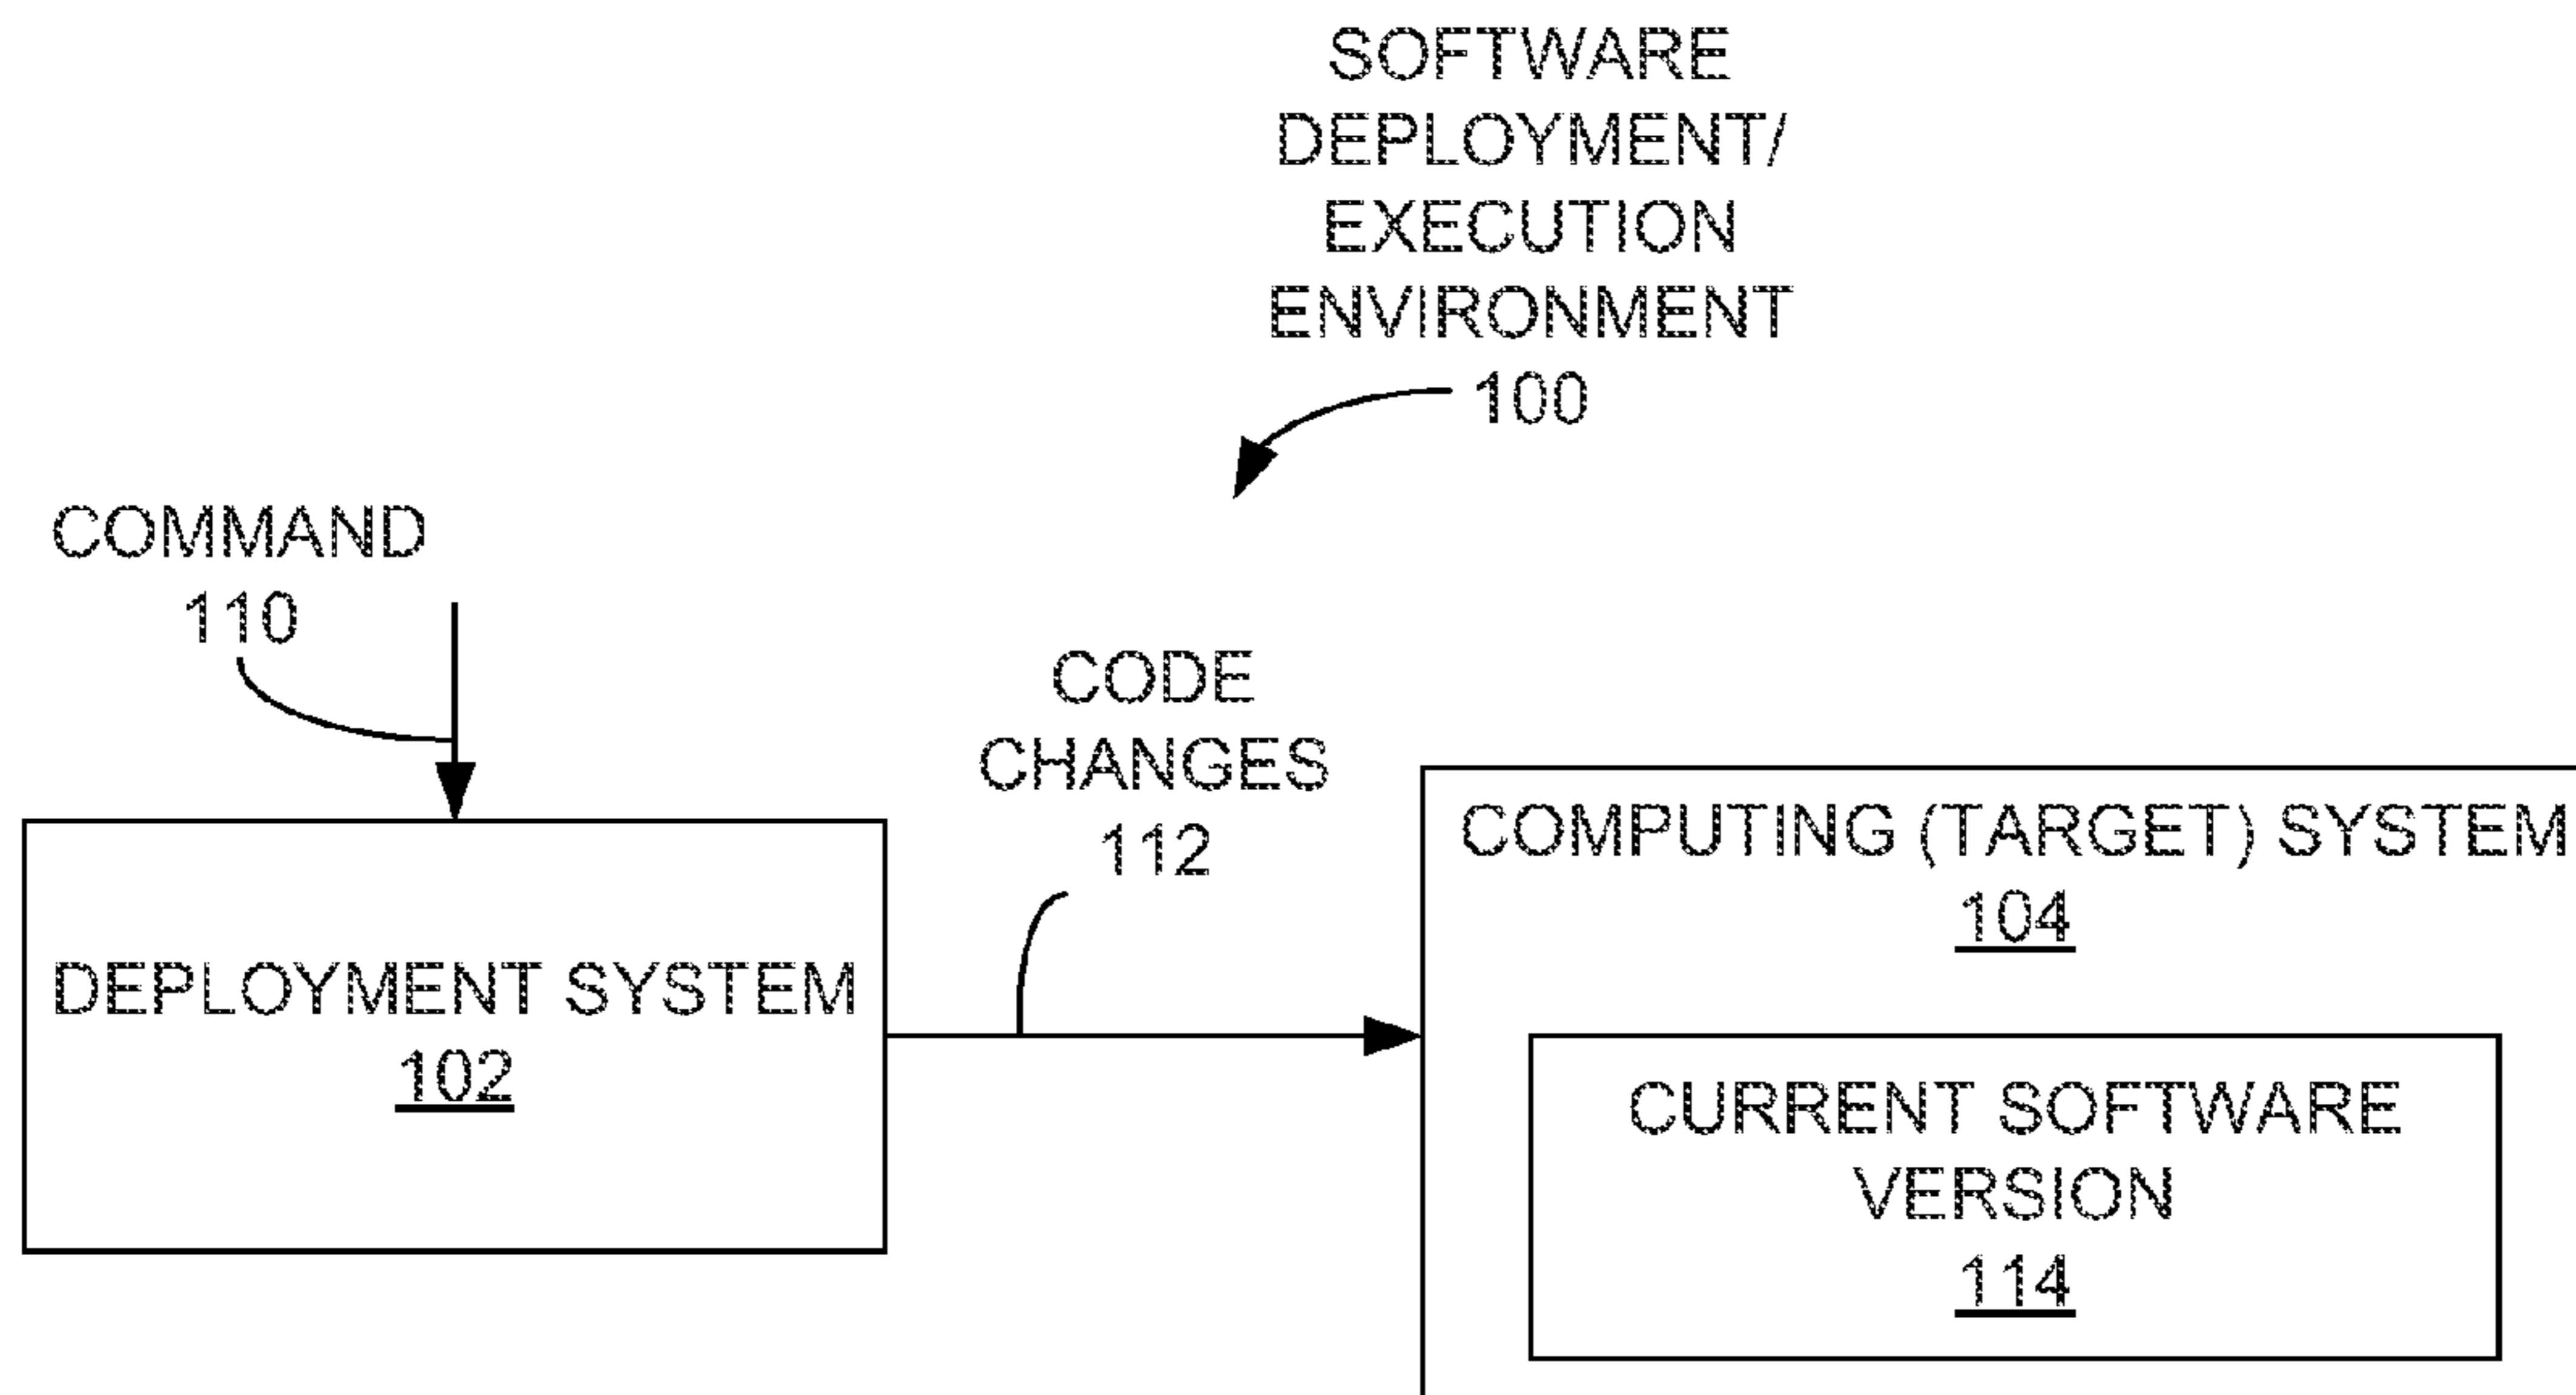 SOFTWARE
DEPLOYMENT/
EXECUTION
ENVIRONMENT
100
COMMAND
110
CODE
CHANGES
112
DEPLOYMENT SYSTEM
102
COMPUTING (TARGET) SYSTEM
104
CURRENT SOFTWARE
VERSION
114